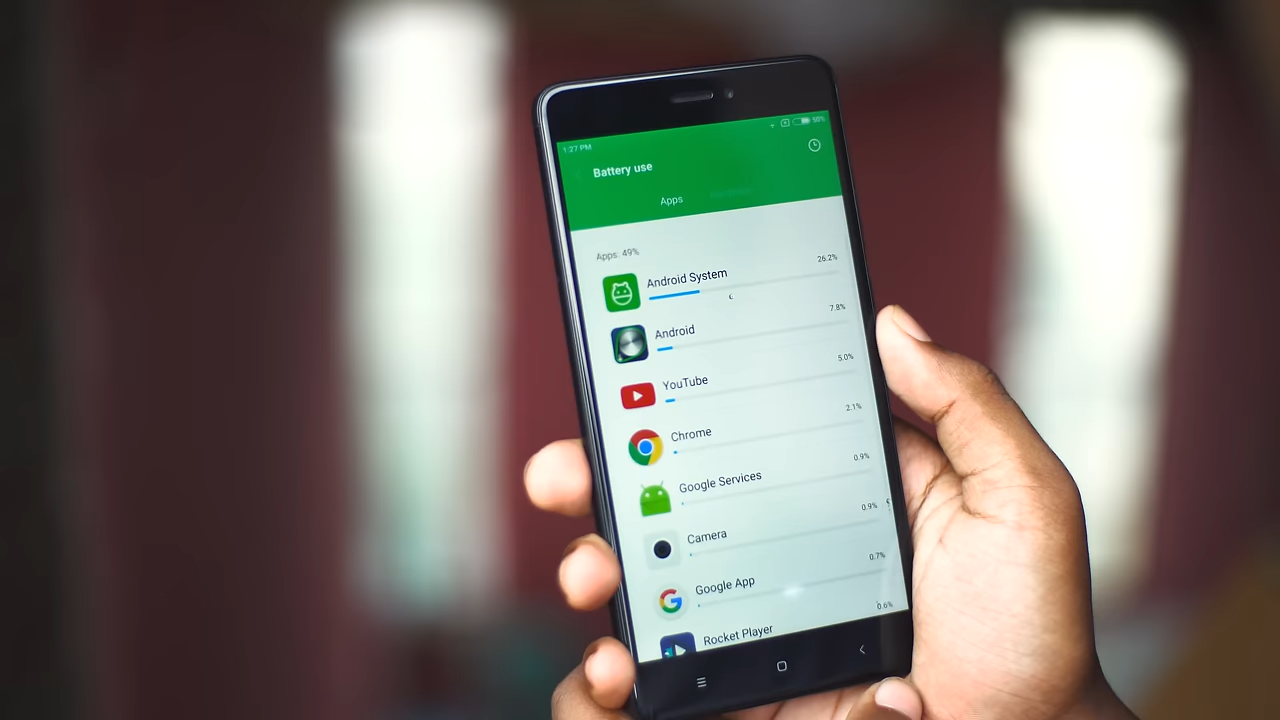 1:27 PM 50%
Battery use
Apps
Apps: 49%
Android System 26.2%
Android 7.8%
YouTube 5.0%
Chrome 2.1%
Google Services 0.9%
Camera 0.9%
Google App 0.7%
Rocket Player 0.6%